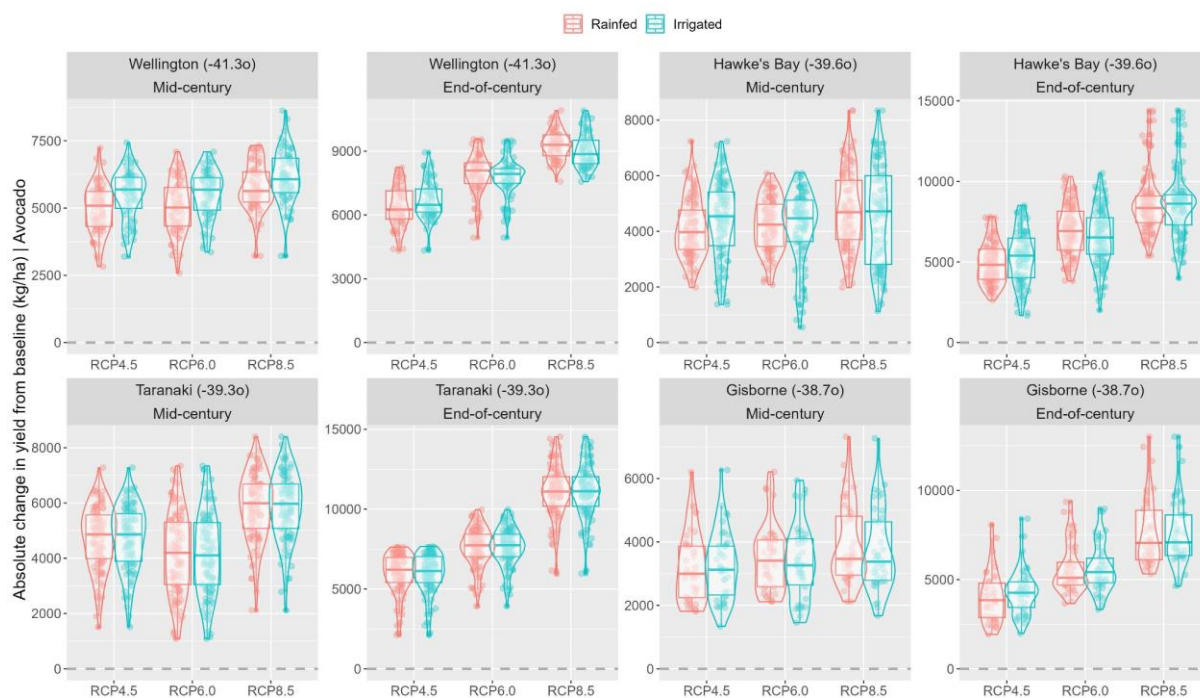 Rainfed Irrigated
Absolute change in yield from baseline (kg/ha) | Avocado
Wellington (-41.3o)
Mid-century
7500
5000
2500
0
RCP4.5 RCP6.0 RCP8.5
Wellington (-41.3o)
End-of-century
9000
6000
3000
0
RCP4.5 RCP6.0 RCP8.5
Hawke's Bay (-39.6o)
Mid-century
8000
6000
4000
2000
0
RCP4.5 RCP6.0 RCP8.5
Hawke's Bay (-39.6o)
End-of-century
15000
10000
5000
0
RCP4.5 RCP6.0 RCP8.5
Taranaki (-39.3o)
Mid-century
8000
6000
4000
2000
0
RCP4.5 RCP6.0 RCP8.5
Taranaki (-39.3o)
End-of-century
15000
10000
5000
0
RCP4.5 RCP6.0 RCP8.5
Gisborne (-38.7o)
Mid-century
6000
4000
2000
0
RCP4.5 RCP6.0 RCP8.5
Gisborne (-38.7o)
End-of-century
10000
5000
0
RCP4.5 RCP6.0 RCP8.5